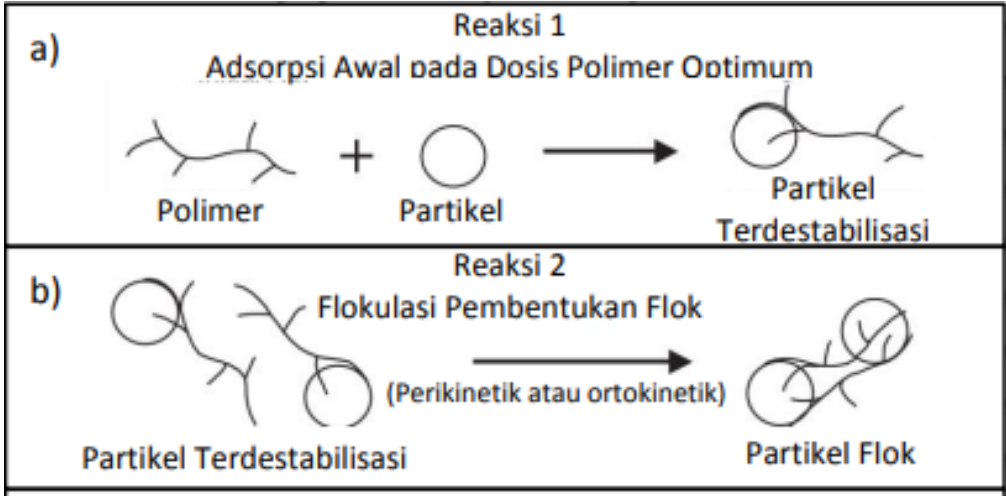 a)
Reaksi 1
Adsorpsi Awal pada Dosis Polimer Optimum
+
Polimer
Partikel
Partikel
Terdestabilisasi
b)
Reaksi 2
Flokulasi Pembentukan Flok
(Perikinetik atau ortokinetik)
Partikel Terdestabilisasi
Partikel Flok